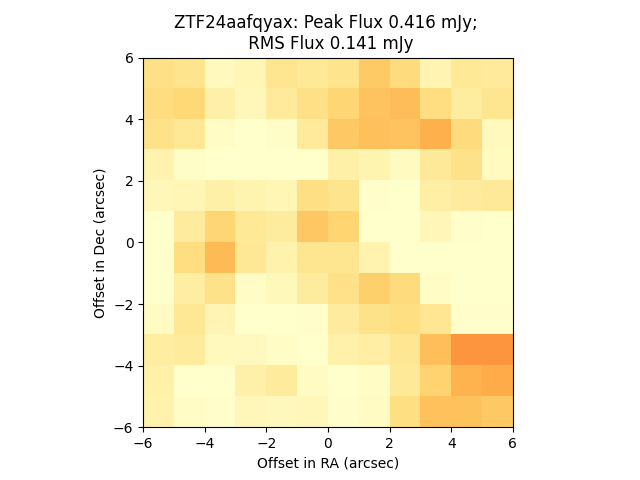 ZTF24aafqyax: Peak Flux 0.416 mJy;
RMS Flux 0.141 mJy
6
4
2
0
−2
−4
−6
Offset in Dec (arcsec)
−6 −4 −2 0 2 4 6
Offset in RA (arcsec)